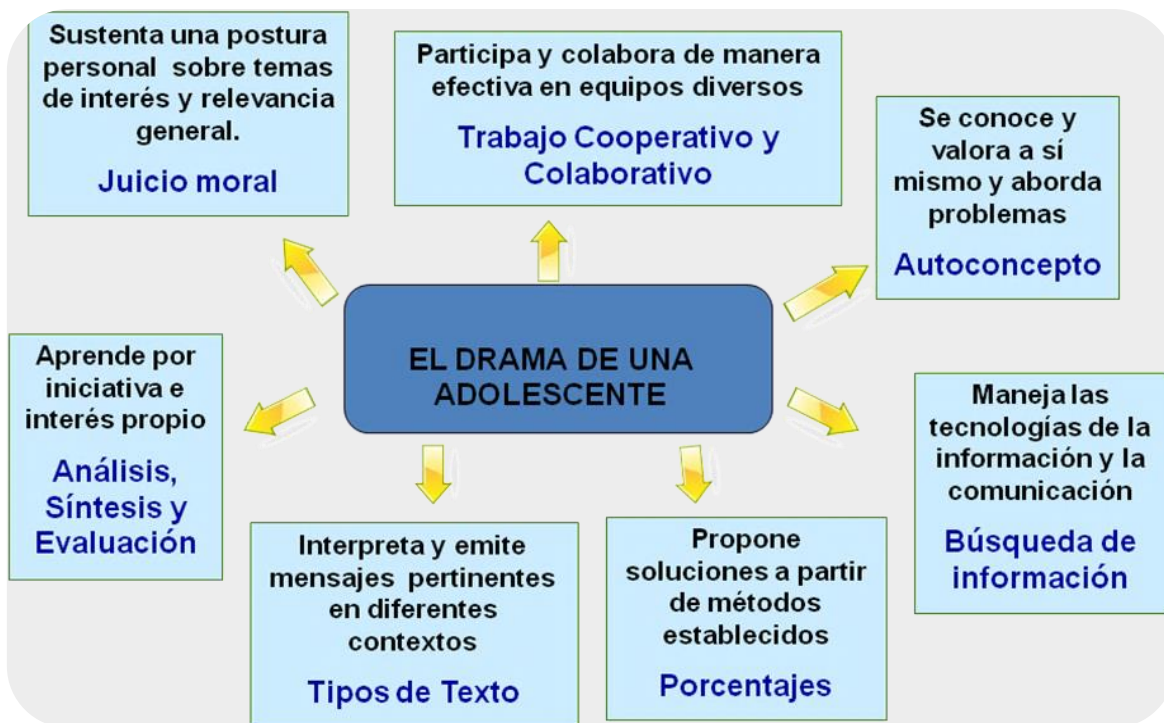 Sustenta una postura
personal sobre temas
de interés y relevancia
general.
Juicio moral
Participa y colabora de manera
efectiva en equipos diversos
Trabajo Cooperativo y
Colaborativo
Se conoce y
valora a sí
mismo y aborda
problemas
Autoconcepto
EL DRAMA DE UNA
ADOLESCENTE
Aprende por
iniciativa e
interés propio
Análisis,
Síntesis y
Evaluación
Interpreta y emite
mensajes pertinentes
en diferentes
contextos
Tipos de Texto
Propone
soluciones a partir
de métodos
establecidos
Porcentajes
Maneja las
tecnologías de la
información y la
comunicación
Búsqueda de
información